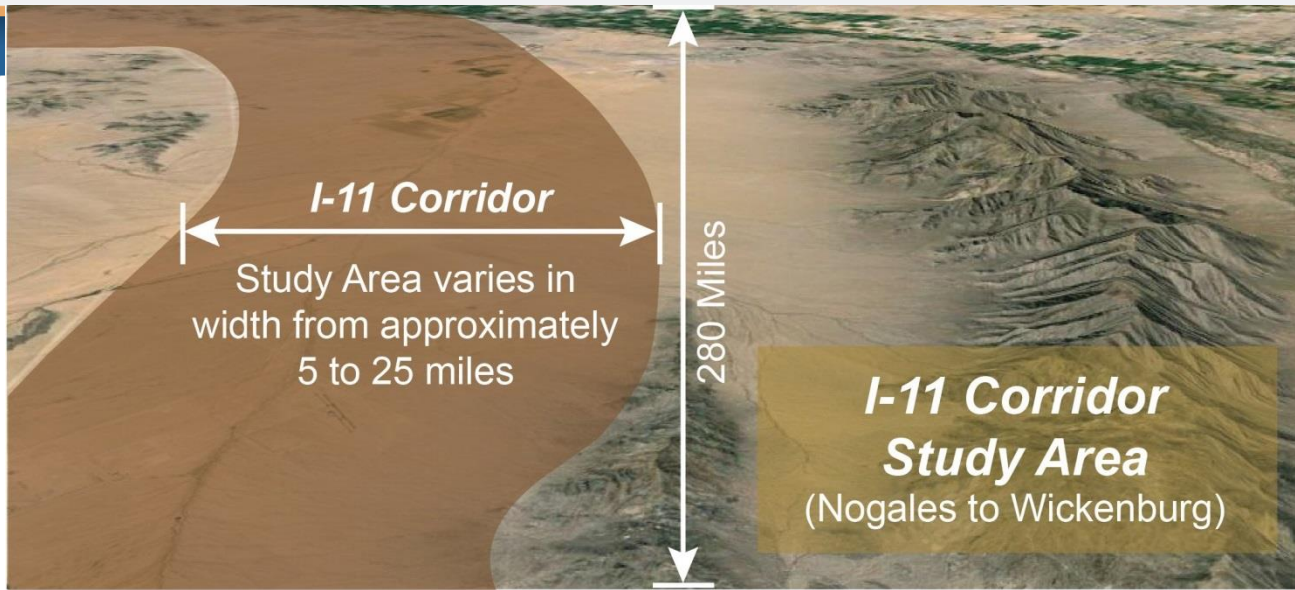 I-11 Corridor
Study Area varies in
width from approximately
5 to 25 miles
280 Miles
I-11 Corridor
Study Area
(Nogales to Wickenburg)